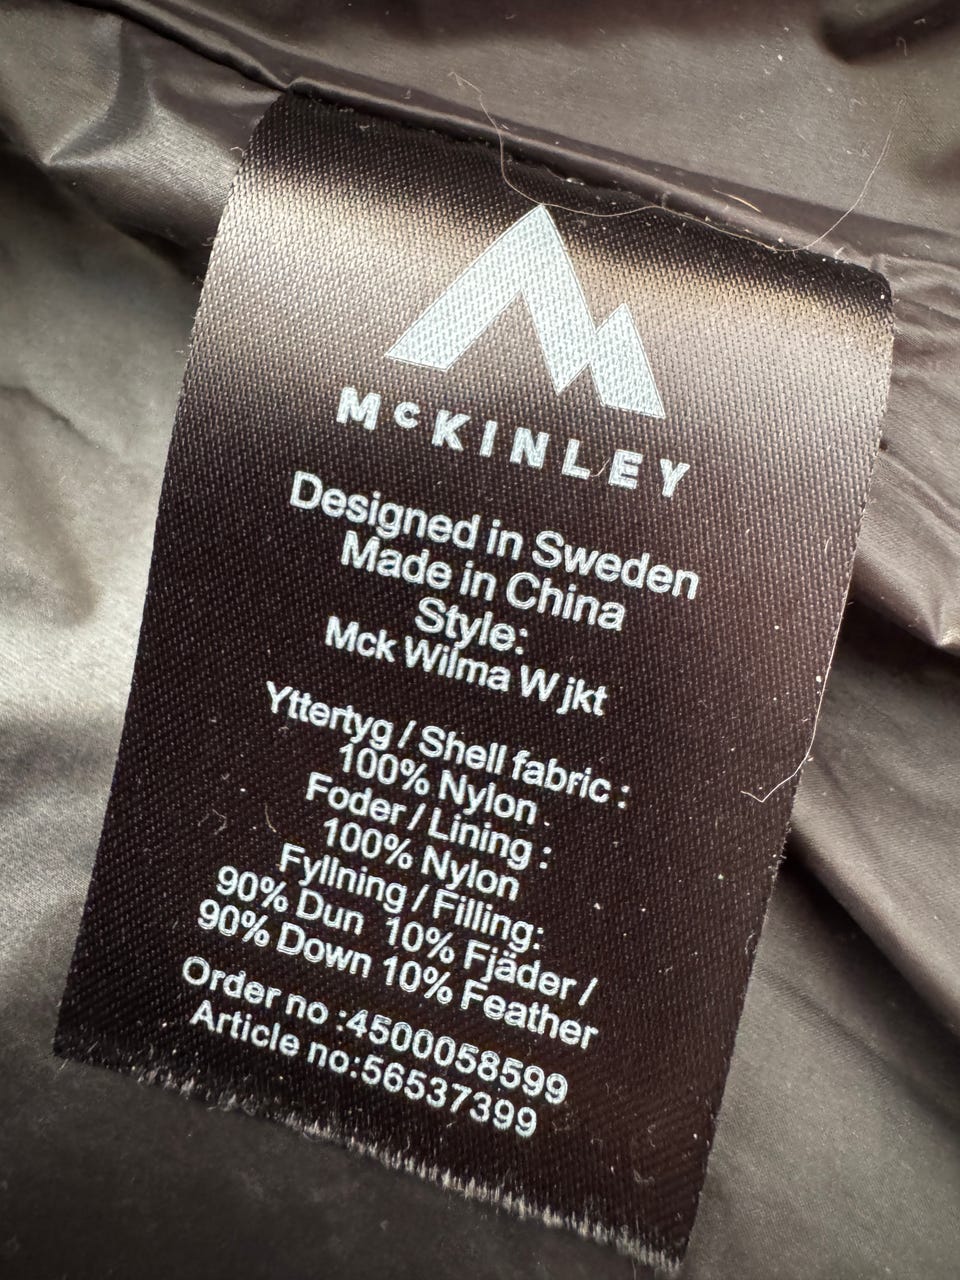 McKINLEY
Designed in Sweden
Made in China
Style:
Mck Wilma W jkt
Yttertyg / Shell fabric :
100% Nylon
Foder / Lining :
100% Nylon
Fyllning / Filling:
90% Dun 10% Fjäder /
90% Down 10% Feather
Order no :4500058599
Article no:56537399